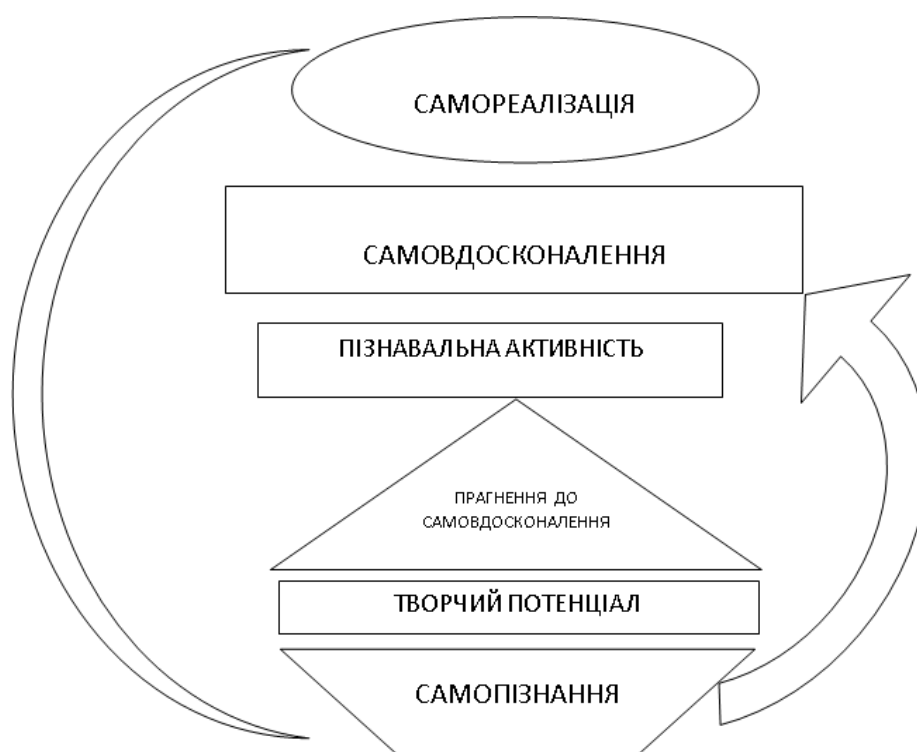 САМОРЕАЛІЗАЦІЯ
САМОВДОСКОНАЛЕННЯ
ПІЗНАВАЛЬНА АКТИВНІСТЬ
ПРАГНЕННЯ ДО
САМОВДОСКОНАЛЕННЯ
ТВОРЧИЙ ПОТЕНЦІАЛ
САМОПІЗНАННЯ